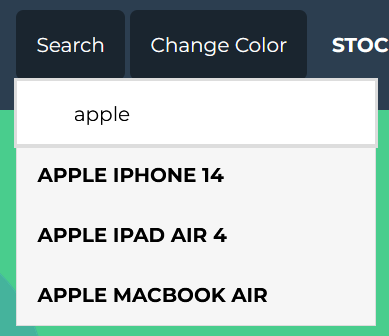 Search Change Color STOC
apple
APPLE IPHONE 14
APPLE IPAD AIR 4
APPLE MACBOOK AIR